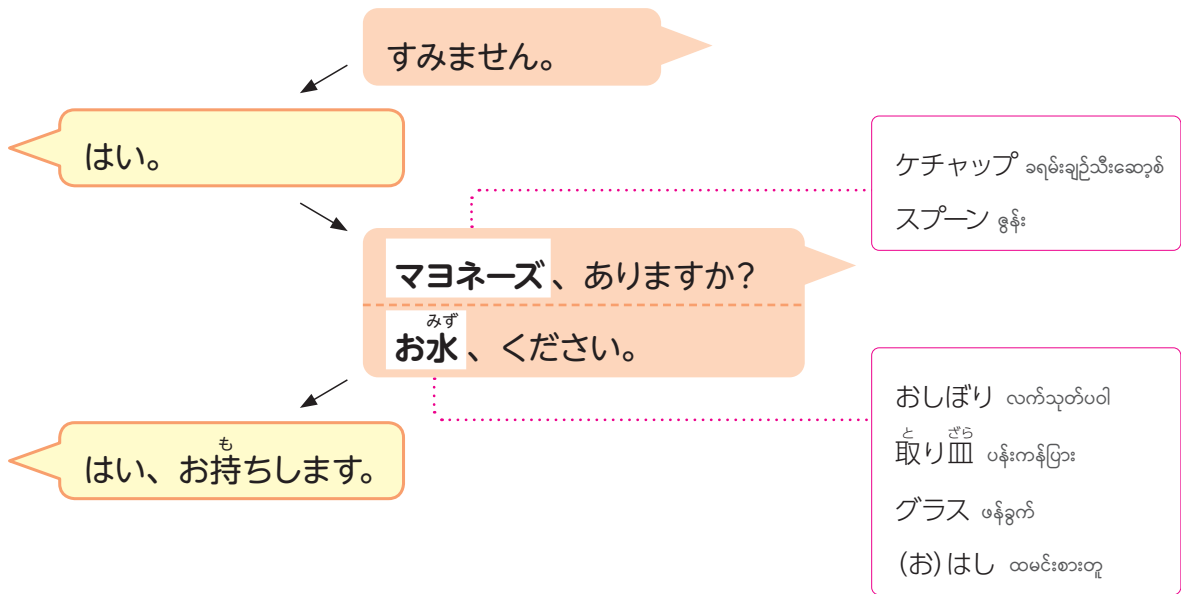 すみません。
はい。
マヨネーズ、ありますか?
お水、ください。
みず
はい、お持ちします。
も
ケチャップ ခရမ်းချဉ်သီးဆော့စ်
スプーン ဇွန်း
おしぼり လက်သုတ်ပဝါ
取り皿 ပန်းကန်ပြား
と ざら
グラス ဖန်ခွက်
(お)はし ထမင်းစားတူ